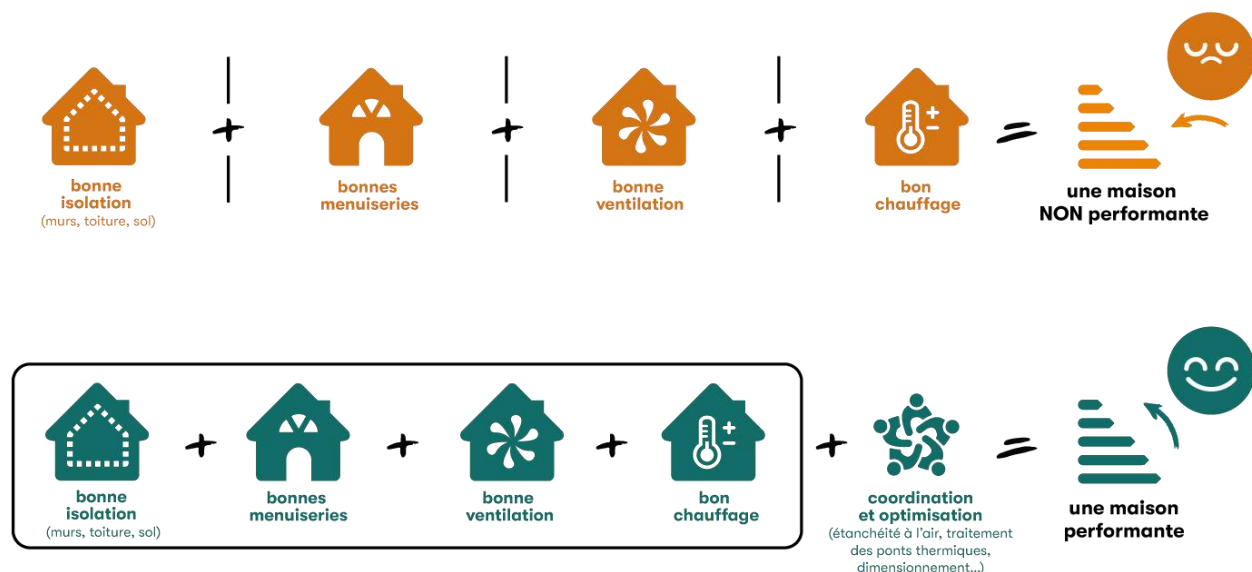 bonne
isolation
(murs, toiture, sol)
bonnes
menuiseries
bonne
ventilation
bon
chauffage
une maison
NON performante
bonne
isolation
(murs, toiture, sol)
bonnes
menuiseries
bonne
ventilation
bon
chauffage
coordination
et optimisation
(étanchéité à l'air, traitement
des ponts thermiques,
dimensionnement...)
une maison
performante